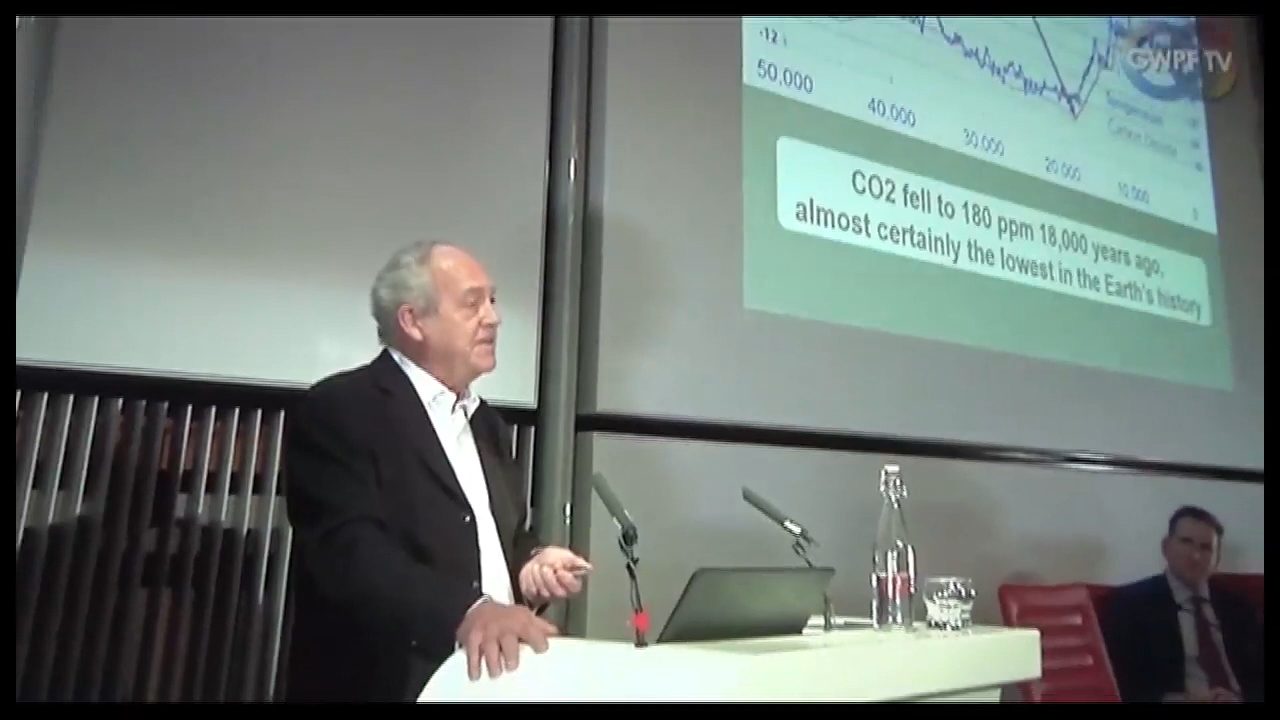 GWPF TV
-12
50,000
40,000
30,000
20,000
10,000
0
CO2 fell to 180 ppm 18,000 years ago,
almost certainly the lowest in the Earth's history